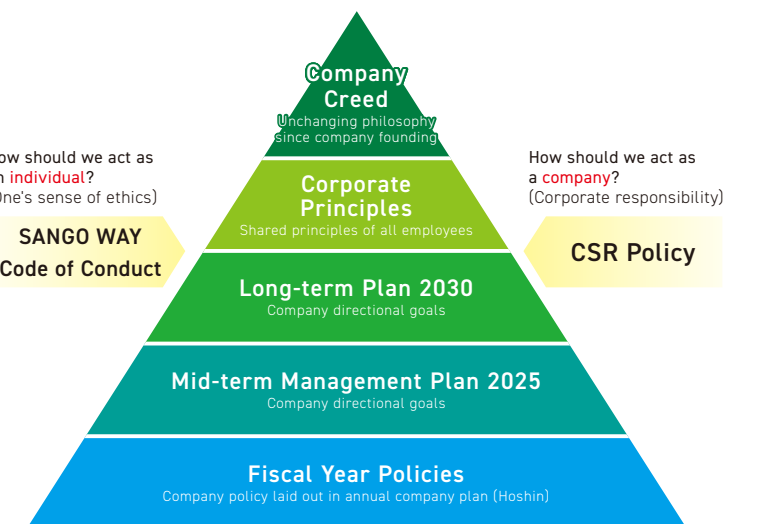 Company
Creed
Unchanging philosophy
since company founding
ow should we act as
individual?
One's sense of ethics)
SANGO WAY
Code of Conduct
How should we act as
a company?
(Corporate responsibility)
CSR Policy
Corporate
Principles
Shared principles of all employees
Long-term Plan 2030
Company directional goals
Mid-term Management Plan 2025
Company directional goals
Fiscal Year Policies
Company policy laid out in annual company plan (Hoshin)